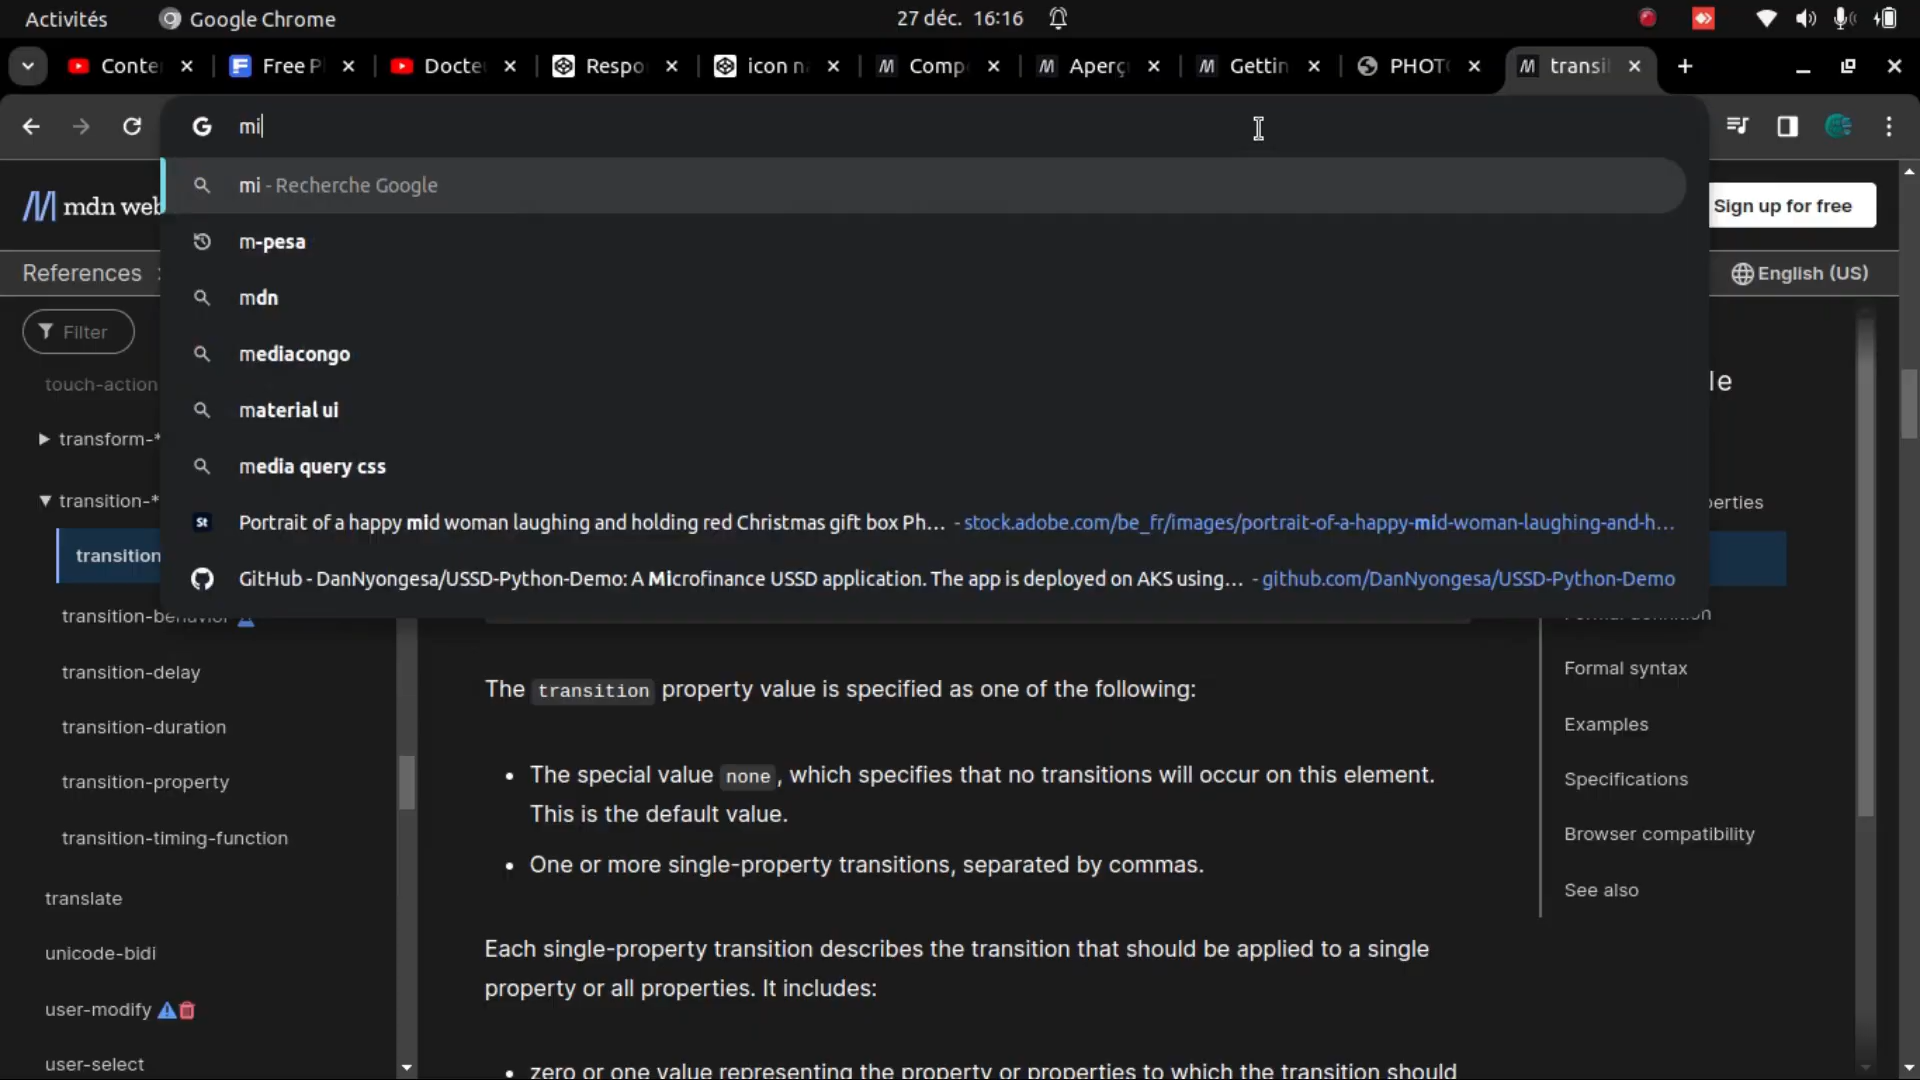 Activités Google Chrome 27 déc. 16:16
Conte Free P Docte Respo icon n Comp Aperç Gettin PHOT transi
mi
mi - Recherche Google
m-pesa
mdn
mediacongo
material ui
media query css
Portrait of a happy mid woman laughing and holding red Christmas gift box Ph... - stock.adobe.com/be_fr/images/portrait-of-a-happy-mid-woman-laughing-and-h...
GitHub - DanNyongesa/USSD-Python-Demo: A Microfinance USSD application. The app is deployed on AKS using... - github.com/DanNyongesa/USSD-Python-Demo
mdn web
Sign up for free
References
English (US)
Filter
touch-action
transform-*
transition-*
transition
transition-behavior
transition-delay
transition-duration
transition-property
transition-timing-function
translate
unicode-bidi
user-modify
user-select
The transition property value is specified as one of the following:
• The special value none, which specifies that no transitions will occur on this element.
This is the default value.
• One or more single-property transitions, separated by commas.
Each single-property transition describes the transition that should be applied to a single
property or all properties. It includes:
• zero or one value representing the property or properties to which the transition should
le
erties
Formal definition
Formal syntax
Examples
Specifications
Browser compatibility
See also